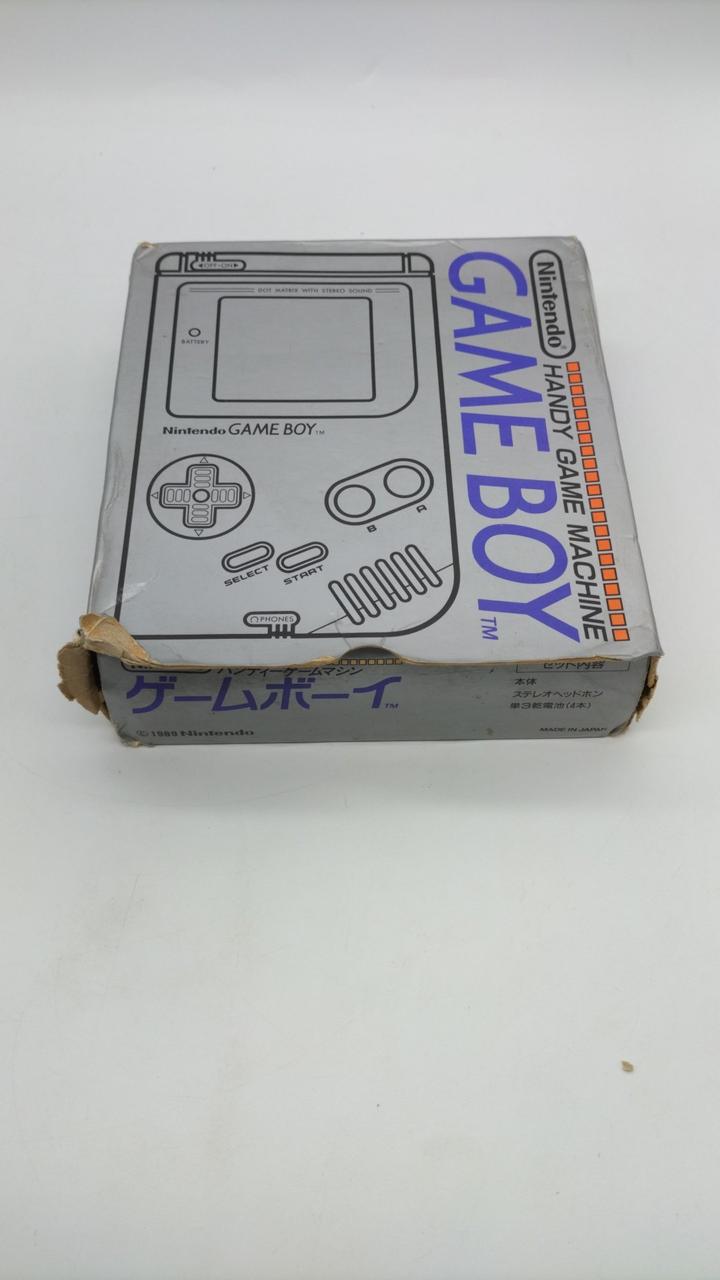 Nintendo®
GAME BOY™
HANDY GAME MACHINE
◀OFF-ON▶
DOT MATRIX WITH STEREO SOUND
BATTERY
Nintendo GAME BOY™
B
A
SELECT
START
PHONES
ハンディーゲームマシン
ゲームボーイ™
©1989 Nintendo
セット内容
本体
ステレオヘッドホン
単3乾電池(4本)
MADE IN JAPAN